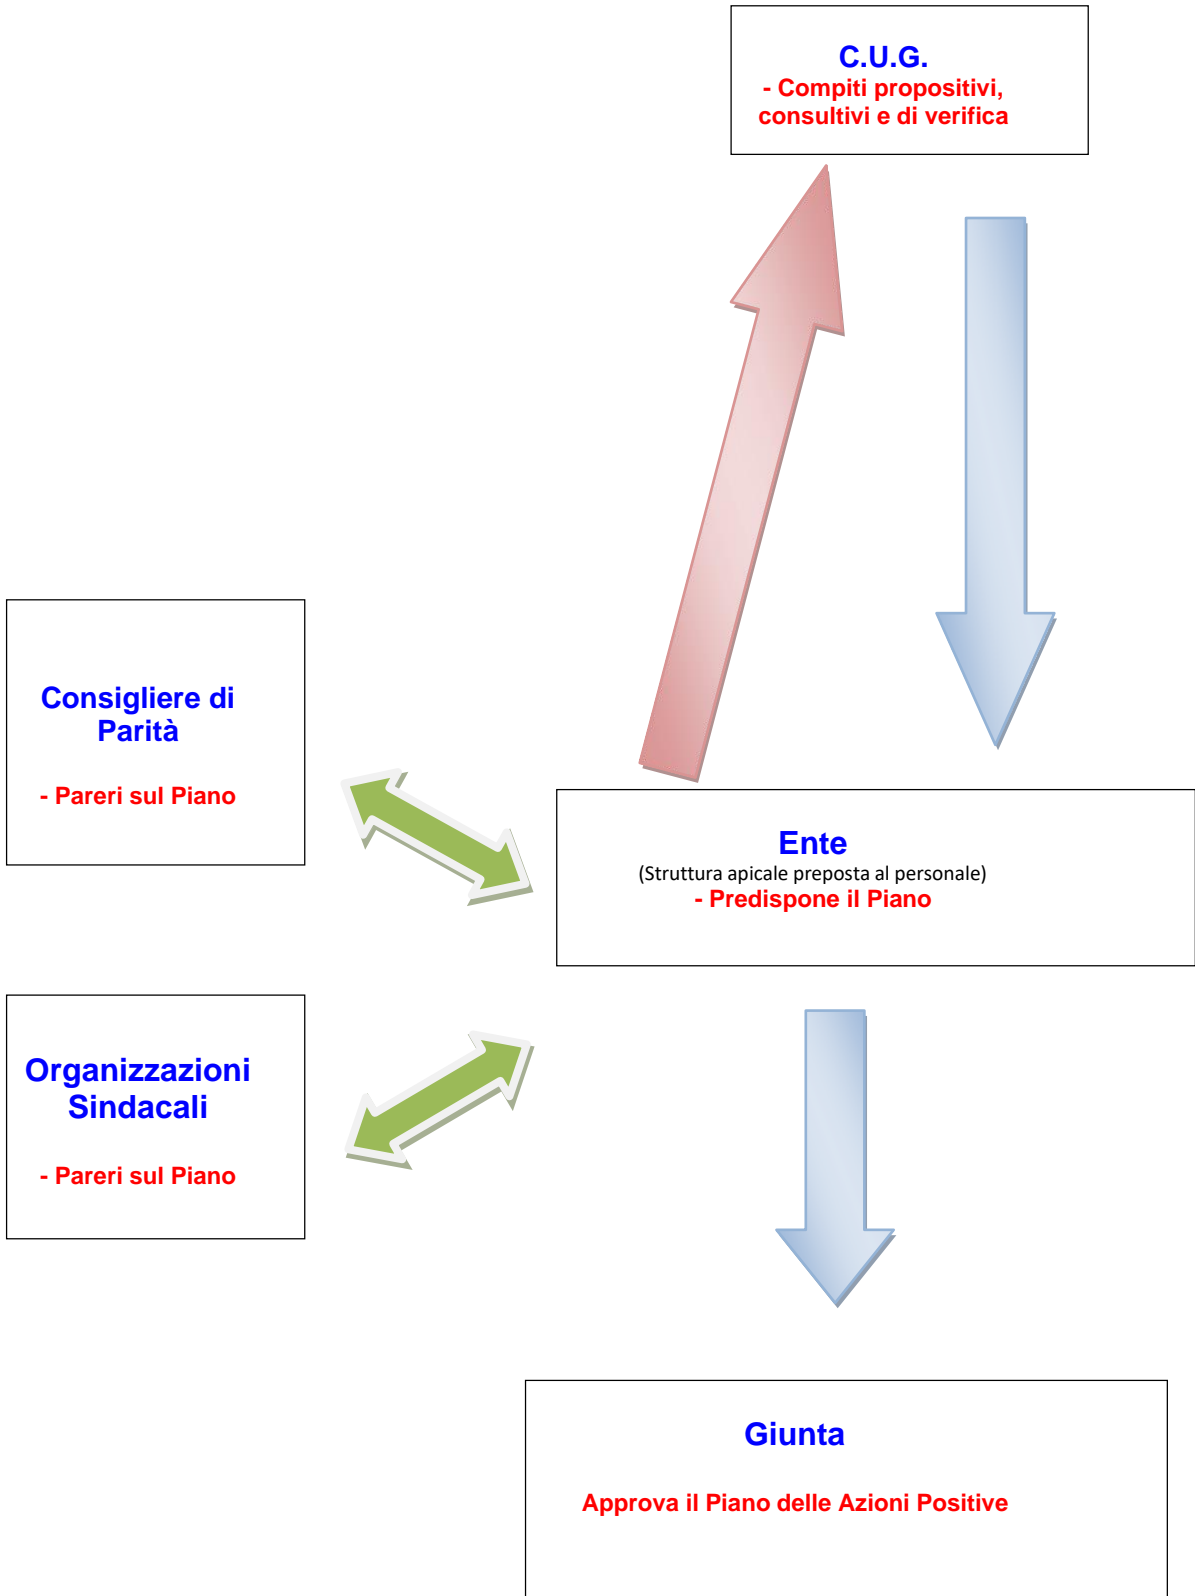 C.U.G.
- Compiti propositivi,
consultivi e di verifica
Consigliere di
Parità
- Pareri sul Piano
Ente
(Struttura apicale preposta al personale)
- Predispone il Piano
Organizzazioni
Sindacali
- Pareri sul Piano
Giunta
Approva il Piano delle Azioni Positive